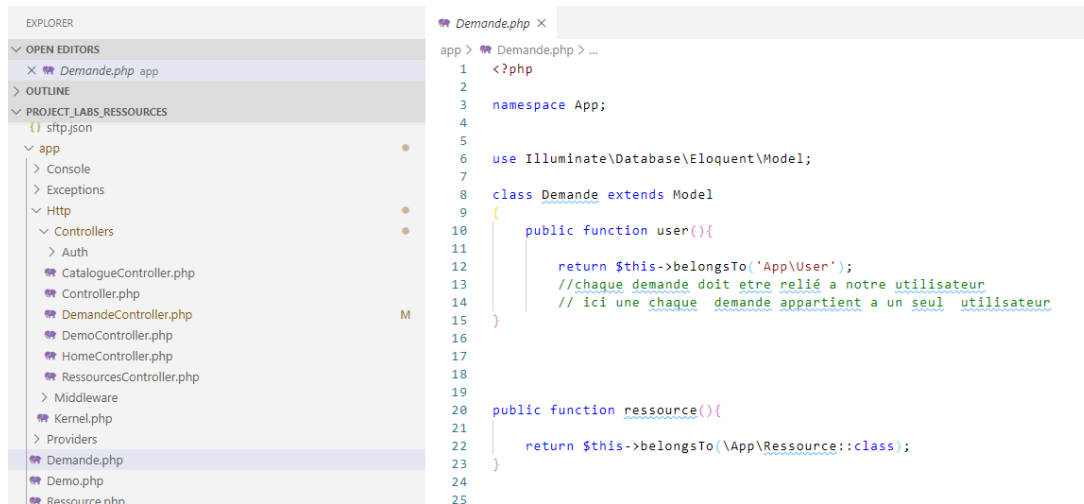 EXPLORER
OPEN EDITORS
Demande.php app
OUTLINE
PROJECT_LABS_RESSOURCES
{} sftp.json
app
Console
Exceptions
Http
Controllers
Auth
CatalogueController.php
Controller.php
DemandeController.php M
DemoController.php
HomeController.php
RessourcesController.php
Middleware
Kernel.php
Providers
Demande.php
Demo.php
Ressource.php
Demande.php
app > Demande.php > ...
1 <?php
2
3 namespace App;
4
5
6 use Illuminate\Database\Eloquent\Model;
7
8 class Demande extends Model
9 {
10 public function user(){
11
12 return $this->belongsTo('App\User');
13 //chaque demande doit etre relié a notre utilisateur
14 // ici une chaque  demande appartient a un seul  utilisateur
15 }
16
17
18
19
20 public function ressource(){
21
22 return $this->belongsTo(\App\Ressource::class);
23 }
24
25